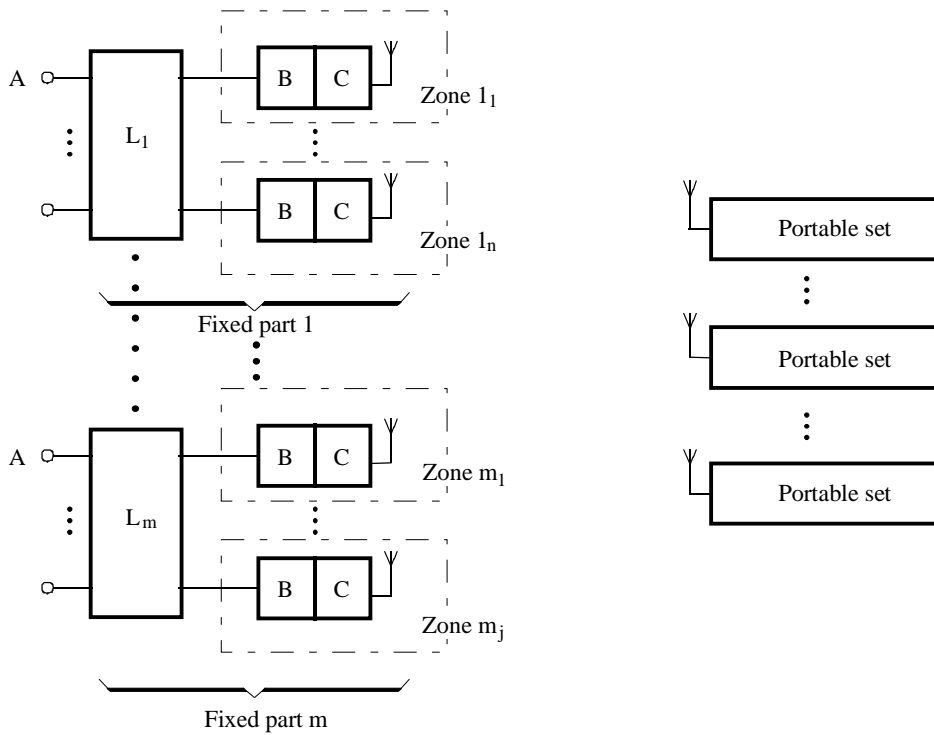 A
L₁
B C
Zone 1₁
B C
Zone 1ₙ
Fixed part 1
Portable set
Portable set
Portable set
A
Lₘ
B C
Zone m₁
B C
Zone mⱼ
Fixed part m